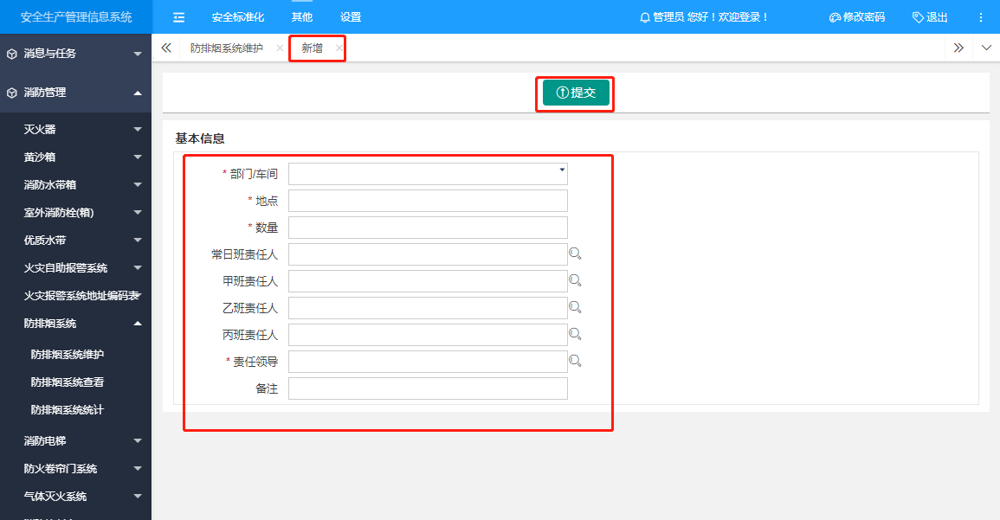 安全生产管理信息系统
安全标准化 其他 设置
管理员 您好！欢迎登录！ 修改密码 退出
消息与任务
消防管理
灭火器
黄沙箱
消防水带箱
室外消防栓(箱)
优质水带
火灾自助报警系统
火灾报警系统地址编码表
防排烟系统
防排烟系统维护
防排烟系统查看
防排烟系统统计
消防电梯
防火卷帘门系统
气体灭火系统
防排烟系统维护 新增
提交
基本信息
* 部门/车间
* 地点
* 数量
常日班责任人
甲班责任人
乙班责任人
丙班责任人
* 责任领导
备注